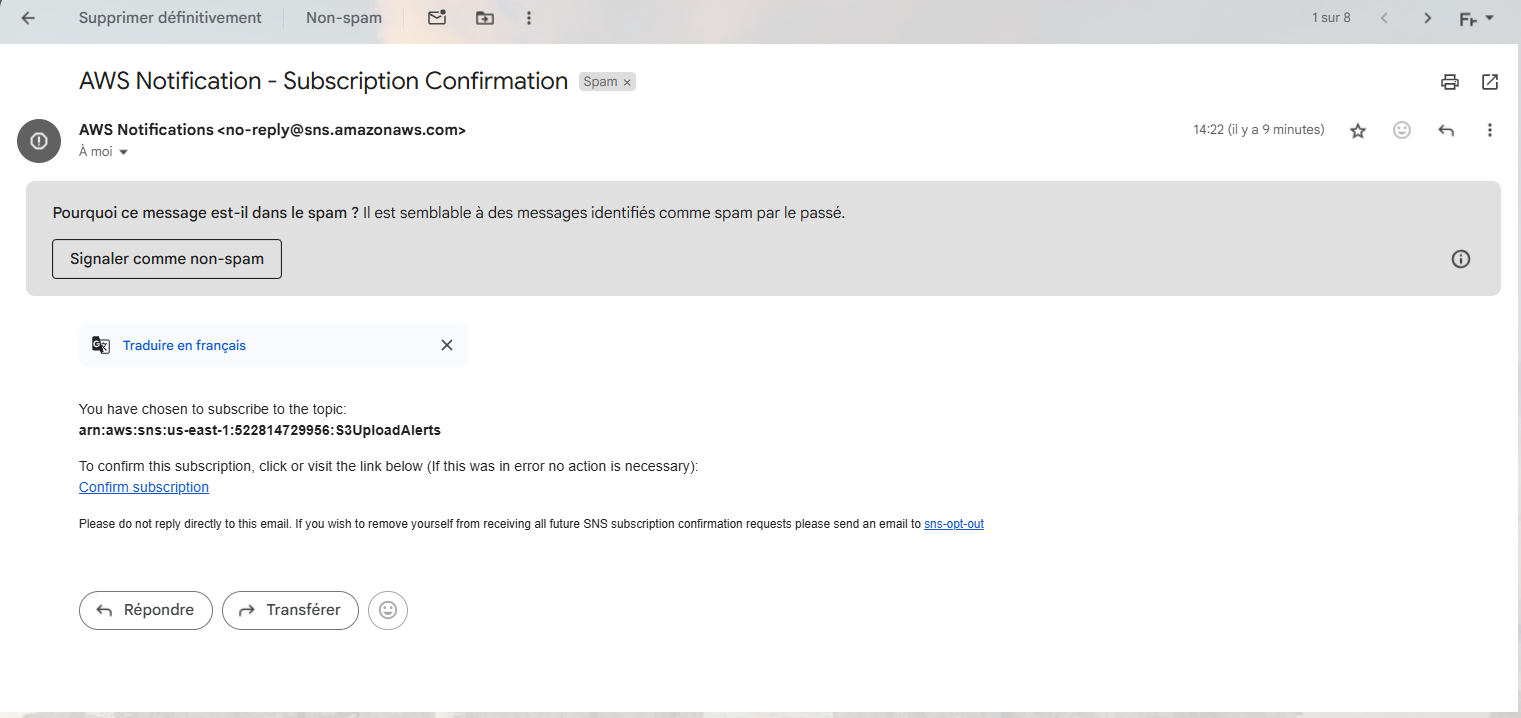 Supprimer définitivement Non-spam 1 sur 8 Fr
AWS Notification - Subscription Confirmation Spam ×
AWS Notifications <no-reply@sns.amazonaws.com> 14:22 (il y a 9 minutes)
À moi
Pourquoi ce message est-il dans le spam ? Il est semblable à des messages identifiés comme spam par le passé.
Signaler comme non-spam
Traduire en français
You have chosen to subscribe to the topic:
arn:aws:sns:us-east-1:522814729956:S3UploadAlerts
To confirm this subscription, click or visit the link below (If this was in error no action is necessary):
Confirm subscription
Please do not reply directly to this email. If you wish to remove yourself from receiving all future SNS subscription confirmation requests please send an email to sns-opt-out
Répondre Transférer